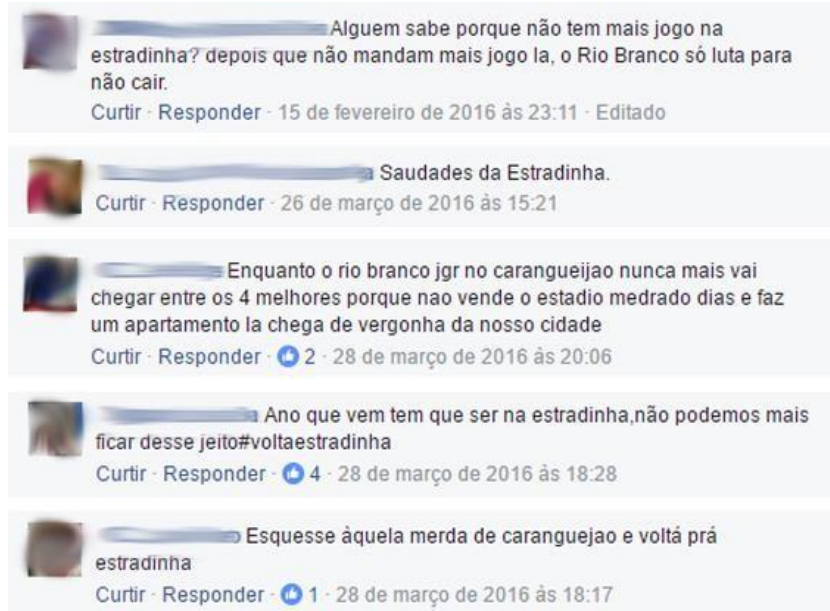 Alguem sabe porque não tem mais jogo na
estradinha? depois que não mandam mais jogo la, o Rio Branco só luta para
não cair.
Curtir · Responder · 15 de fevereiro de 2016 às 23:11 · Editado
Saudades da Estradinha.
Curtir · Responder · 26 de março de 2016 às 15:21
Enquanto o rio branco jgr no carangueijao nunca mais vai
chegar entre os 4 melhores porque nao vende o estadio medrado dias e faz
um apartamento la chega de vergonha da nosso cidade
Curtir · Responder · 2 · 28 de março de 2016 às 20:06
Ano que vem tem que ser na estradinha,não podemos mais
ficar desse jeito#voltaestradinha
Curtir · Responder · 4 · 28 de março de 2016 às 18:28
Esquesse àquela merda de caranguejao e voltá prá
estradinha
Curtir · Responder · 1 · 28 de março de 2016 às 18:17